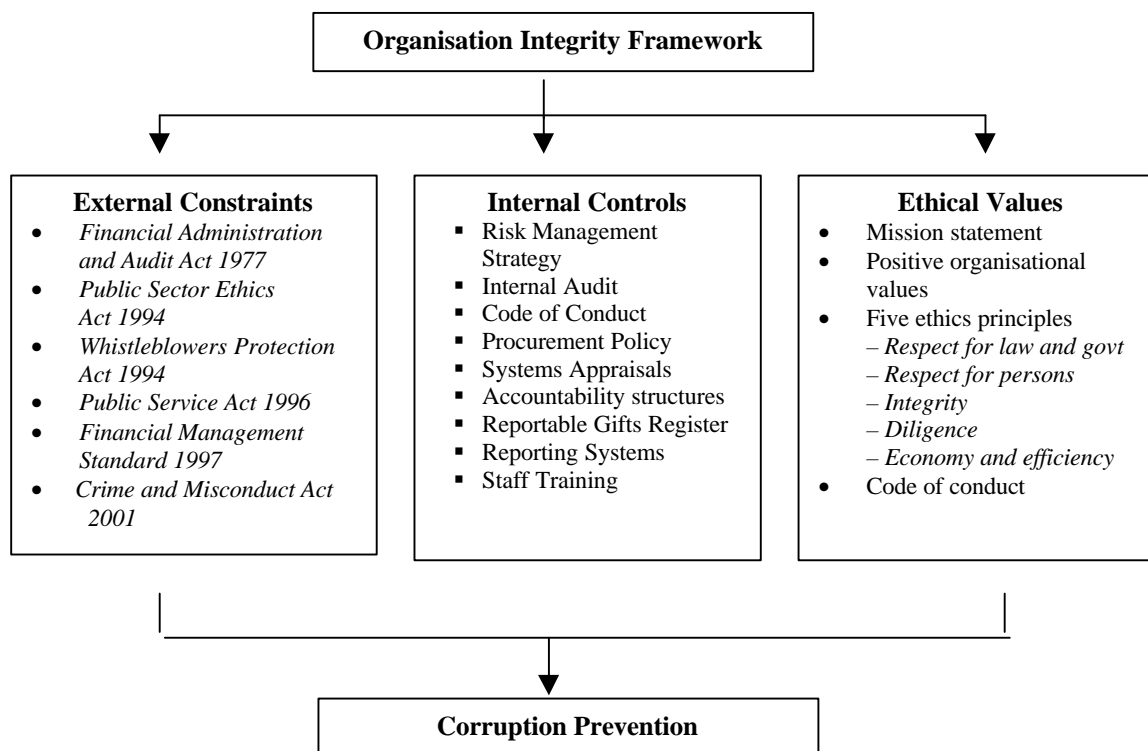 Organisation Integrity Framework
External Constraints
• Financial Administration
and Audit Act 1977
• Public Sector Ethics
Act 1994
• Whistleblowers Protection
Act 1994
• Public Service Act 1996
• Financial Management
Standard 1997
• Crime and Misconduct Act
2001
Internal Controls
▪ Risk Management
Strategy
▪ Internal Audit
▪ Code of Conduct
▪ Procurement Policy
▪ Systems Appraisals
▪ Accountability structures
▪ Reportable Gifts Register
▪ Reporting Systems
▪ Staff Training
Ethical Values
• Mission statement
• Positive organisational
values
• Five ethics principles
– Respect for law and govt
– Respect for persons
– Integrity
– Diligence
– Economy and efficiency
• Code of conduct
Corruption Prevention